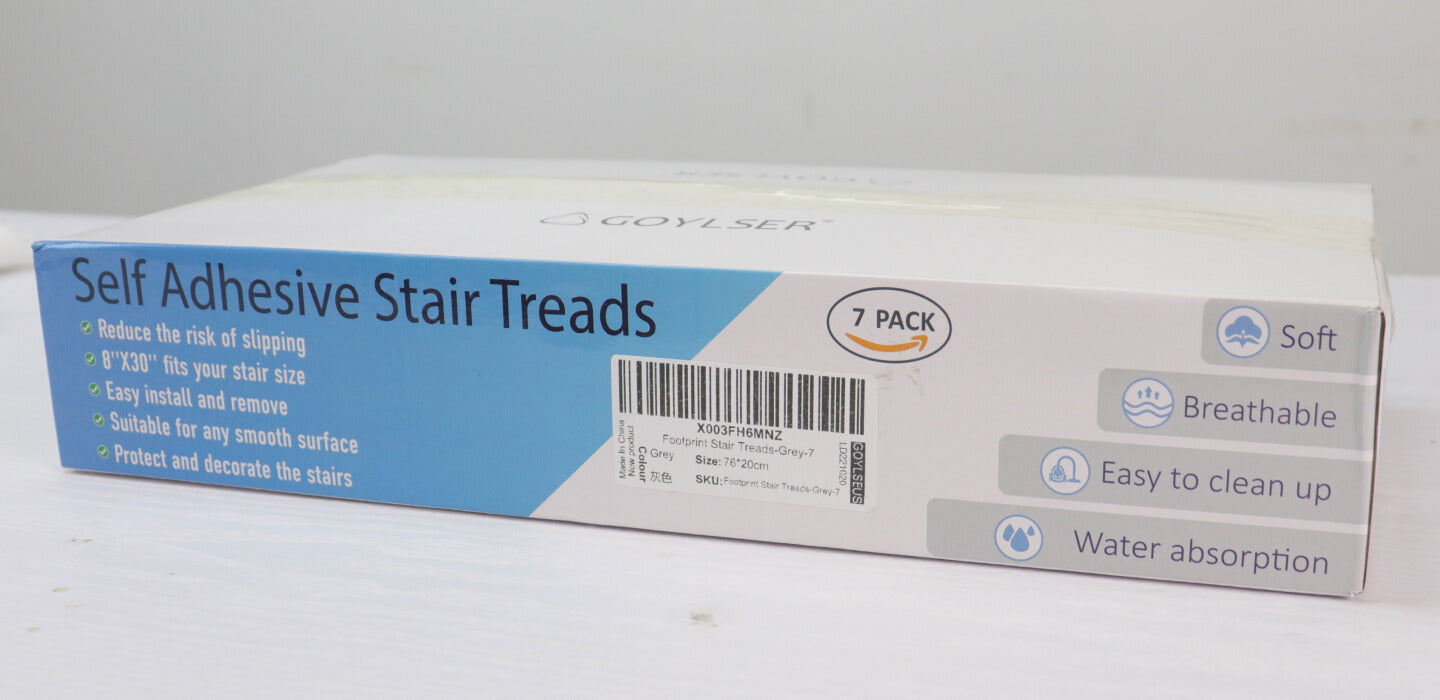 GOYLSER®
Self Adhesive Stair Treads
Reduce the risk of slipping
8"X30" fits your stair size
Easy install and remove
Suitable for any smooth surface
Protect and decorate the stairs
7 PACK
X003FH6MNZ
Footprint Stair Treads-Grey-7
Made In China
New product
Colour
Grey
灰色
Size: 76*20cm
SKU:Footprint Stair Treads-Grey-7
LD221020
GOYLSEUS
Soft
Breathable
Easy to clean up
Water absorption